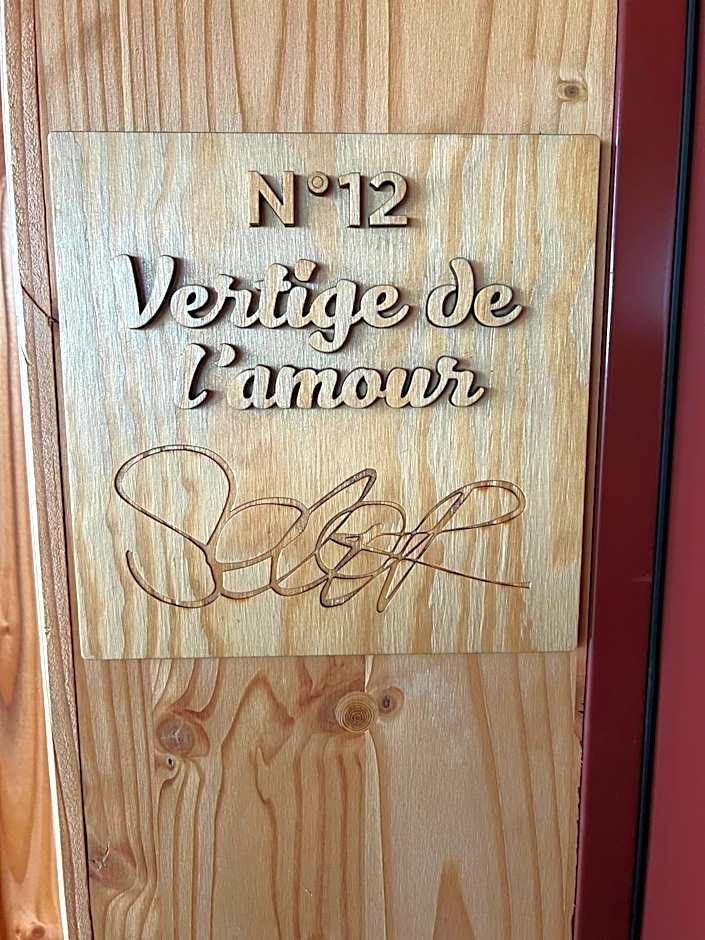 N°12
Vertige de
l'amour